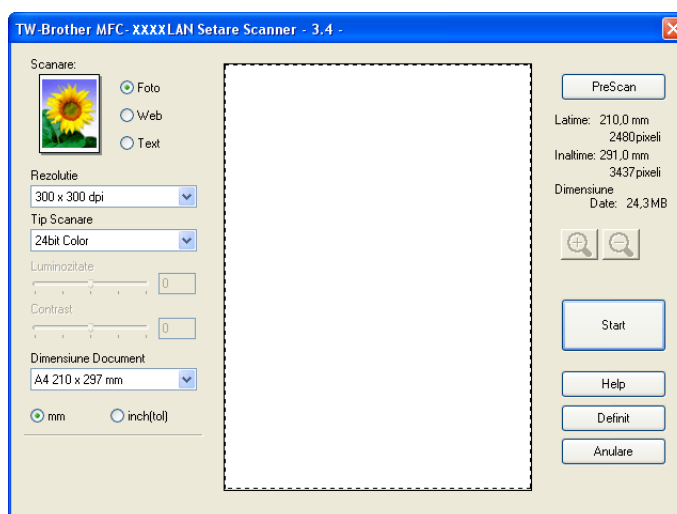 TW-Brother MFC-XXXXLAN Setare Scanner - 3.4 -
Scanare:
Foto
Web
Text
Rezolutie
300 x 300 dpi
Tip Scanare
24bit Color
Luminozitate
0
Contrast
0
Dimensiune Document
A4 210 x 297 mm
mm
inch(tol)
PreScan
Latime: 210,0 mm
2480pixeli
Inaltime: 291,0 mm
3437pixeli
Dimensiune
Date: 24,3MB
Start
Help
Definit
Anulare